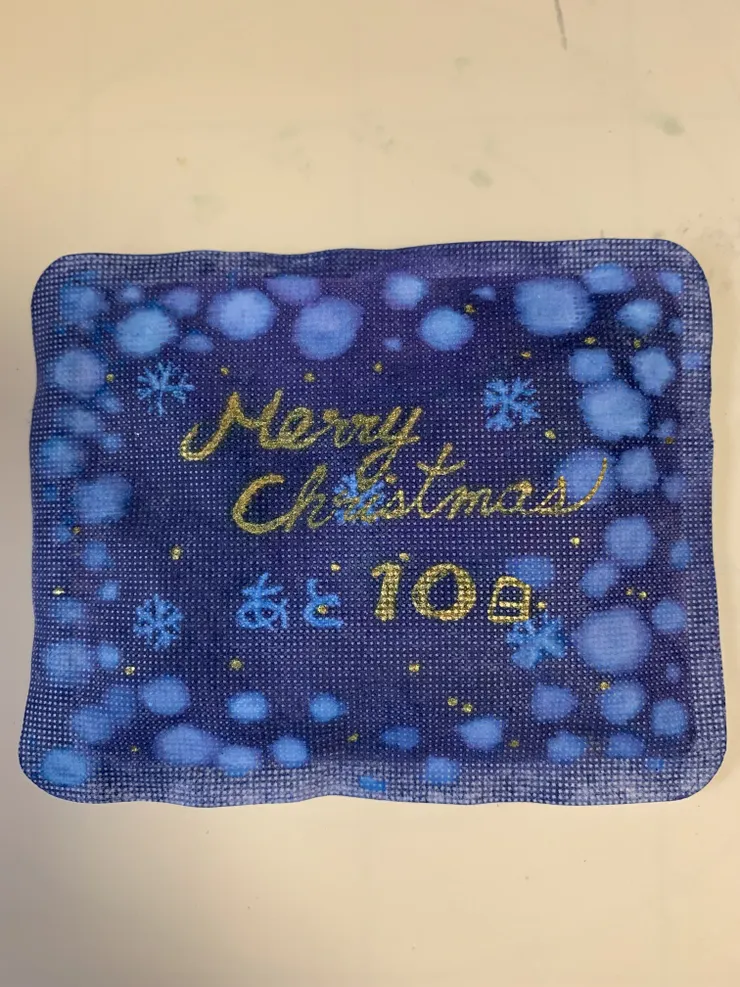 Merry
Christmas
あと10日